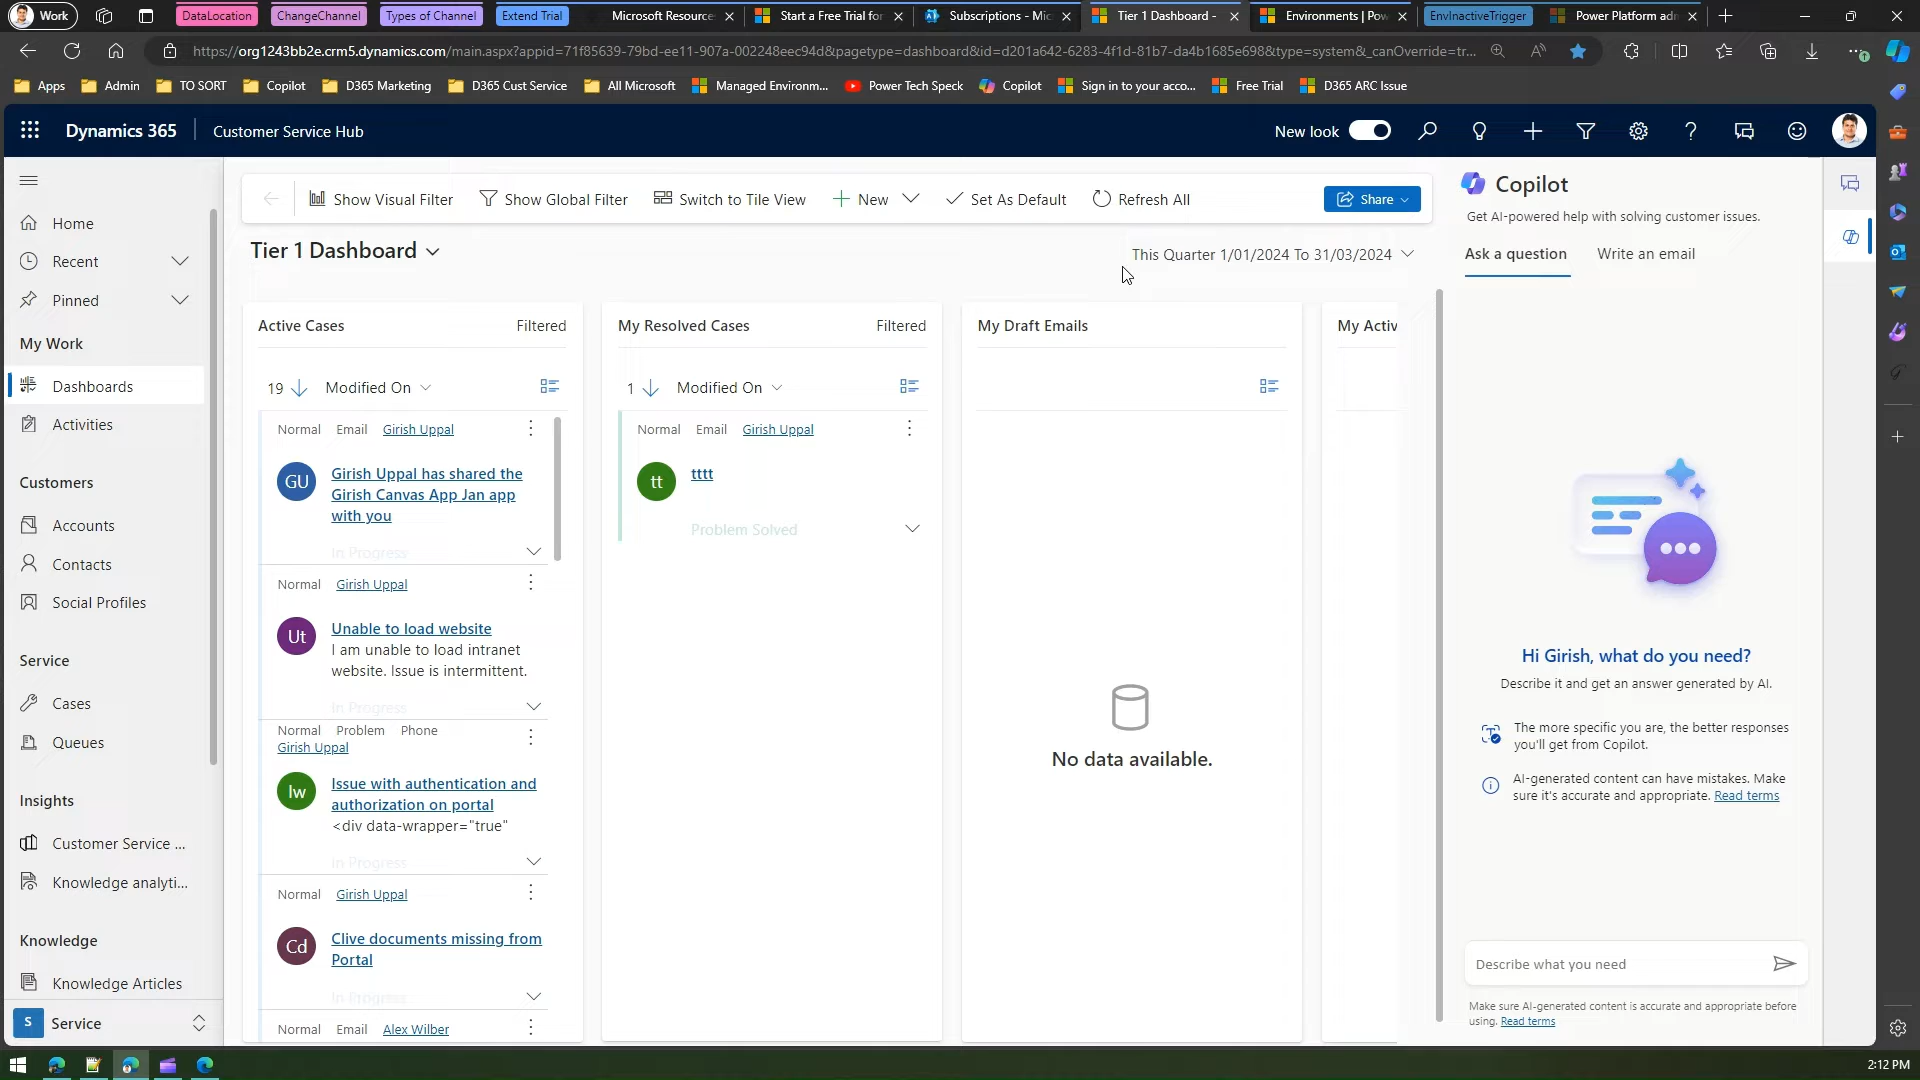 Work
DataLocation
ChangeChannel
Types of Channel
Extend Trial
Microsoft Resource
Start a Free Trial for
Subscriptions - Mic
Tier 1 Dashboard -
Environments | Pow
EnvInactiveTrigger
Power Platform adm
https://org1243bb2e.crm5.dynamics.com/main.aspx?appid=71f85639-79bd-ee11-907a-002248eec94d&pagetype=dashboard&id=d201a642-6283-4f1d-81b7-da4b1685e698&type=system&_canOverride=tr...
Apps
Admin
TO SORT
Copilot
D365 Marketing
D365 Cust Service
All Microsoft
Managed Environm...
Power Tech Speck
Copilot
Sign in to your acco...
Free Trial
D365 ARC Issue
Dynamics 365
Customer Service Hub
New look
Home
Recent
Pinned
My Work
Dashboards
Activities
Customers
Accounts
Contacts
Social Profiles
Service
Cases
Queues
Insights
Customer Service ...
Knowledge analyti...
Knowledge
Knowledge Articles
S Service
Show Visual Filter
Show Global Filter
Switch to Tile View
New
Set As Default
Refresh All
Share
Tier 1 Dashboard
This Quarter 1/01/2024 To 31/03/2024
Active Cases
Filtered
19 Modified On
Normal Email Girish Uppal
GU
Girish Uppal has shared the
Girish Canvas App Jan app
with you
In Progress
Normal Girish Uppal
Ut
Unable to load website
I am unable to load intranet
website. Issue is intermittent.
In Progress
Normal Problem Phone
Girish Uppal
Iw
Issue with authentication and
authorization on portal
<div data-wrapper="true"
In Progress
Normal Girish Uppal
Cd
Clive documents missing from
Portal
In Progress
Normal Email Alex Wilber
My Resolved Cases
Filtered
1 Modified On
Normal Email Girish Uppal
tt
tttt
Problem Solved
My Draft Emails
No data available.
My Activ
Copilot
Get AI-powered help with solving customer issues.
Ask a question
Write an email
Hi Girish, what do you need?
Describe it and get an answer generated by AI.
The more specific you are, the better responses
you'll get from Copilot.
AI-generated content can have mistakes. Make
sure it's accurate and appropriate. Read terms
Describe what you need
Make sure AI-generated content is accurate and appropriate before
using. Read terms
2:12 PM